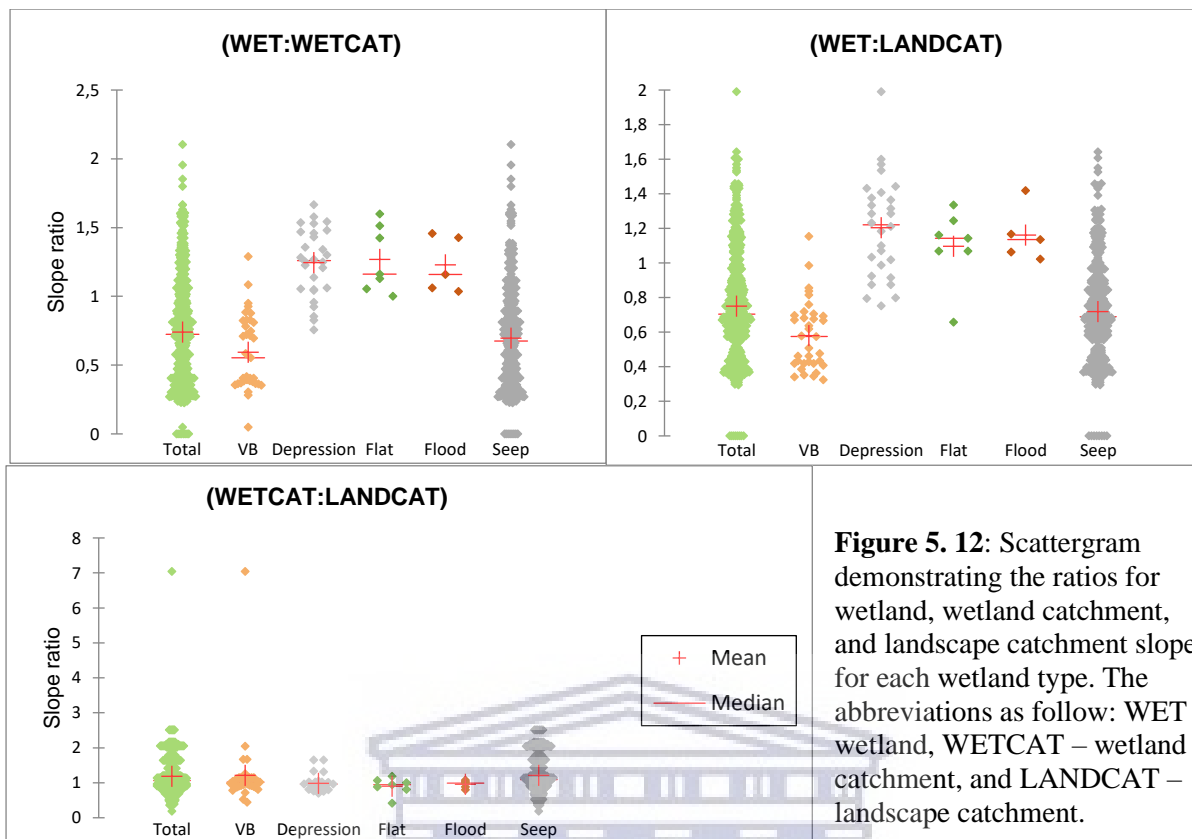 (WET:WETCAT)
2,5
2
1,5
1
0,5
0
Slope ratio
Total VB Depression Flat Flood Seep
(WET:LANDCAT)
2
1,8
1,6
1,4
1,2
1
0,8
0,6
0,4
0,2
0
Total VB Depression Flat Flood Seep
(WETCAT:LANDCAT)
8
7
6
5
4
3
2
1
0
Slope ratio
Total VB Depression Flat Flood Seep
Mean
Median
Figure 5. 12: Scattergram
demonstrating the ratios for
wetland, wetland catchment,
and landscape catchment slope
for each wetland type. The
abbreviations as follow: WET
wetland, WETCAT – wetland
catchment, and LANDCAT –
landscape catchment.